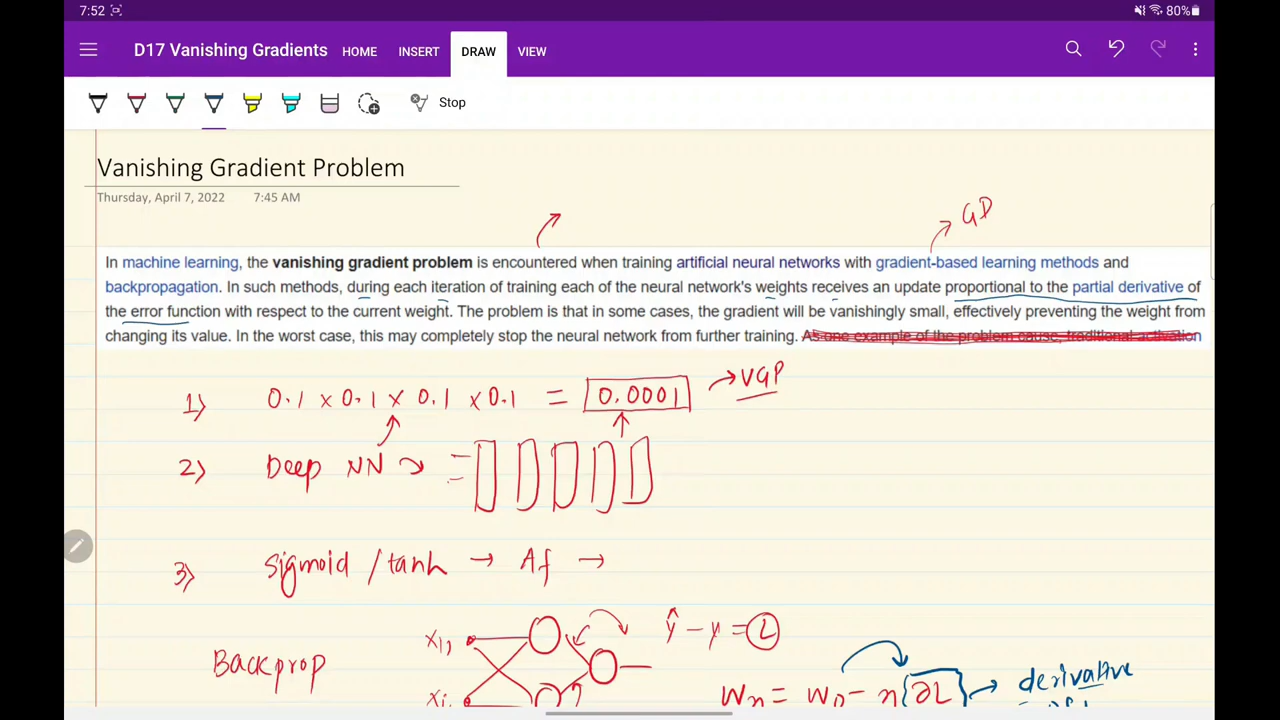 7:52 80%
D17 Vanishing Gradients HOME INSERT DRAW VIEW
Stop
Vanishing Gradient Problem
Thursday, April 7, 2022 7:45 AM
GD
In machine learning, the vanishing gradient problem is encountered when training artificial neural networks with gradient-based learning methods and
backpropagation. In such methods, during each iteration of training each of the neural network's weights receives an update proportional to the partial derivative of
the error function with respect to the current weight. The problem is that in some cases, the gradient will be vanishingly small, effectively preventing the weight from
changing its value. In the worst case, this may completely stop the neural network from further training. As one example of the problem cause, traditional activation
1) 0.1 x 0.1 x 0.1 x 0.1 = 0.0001 → VGP
2) Deep NN
3) sigmoid / tanh → Af →
ŷ - y = L
Backprop
derivative